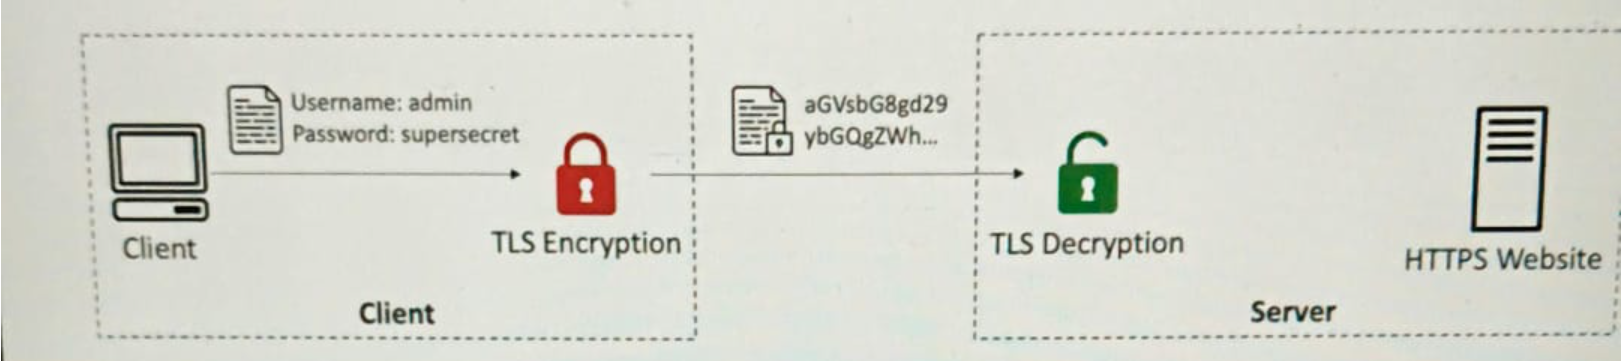 Username: admin
Password: supersecret
aGVsbG8gd29
ybGQgZWh...
Client
TLS Encryption
TLS Decryption
HTTPS Website
Client
Server